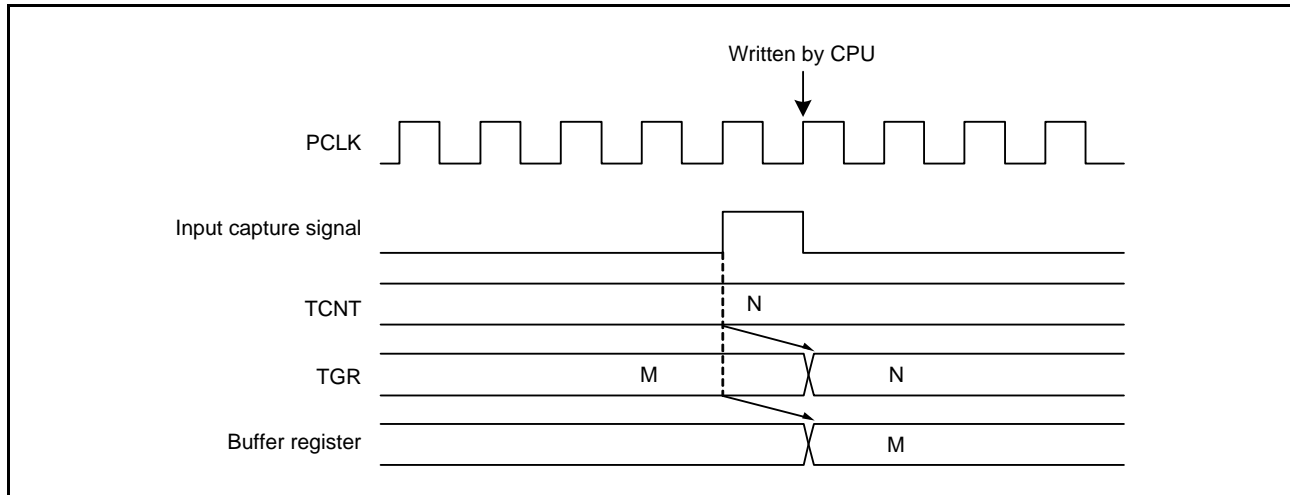 Written by CPU
PCLK
Input capture signal
TCNT
N
TGR
M
N
Buffer register
M